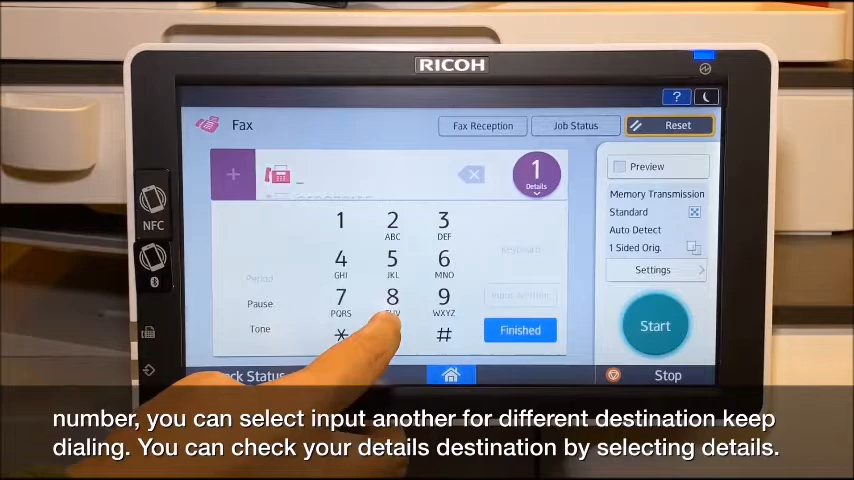 RICOH
?
Fax
Fax Reception
Job Status
Reset
1
Details
Preview
NFC
1
2
ABC
3
DEF
Keyboard
Memory Transmission
Standard
Auto Detect
1 Sided Orig.
4
GHI
5
JKL
6
MNO
Period
Settings
Pause
7
PQRS
8
9
WXYZ
Tone
*
#
Finished
Start
Check Status
Stop
number, you can select input another for different destination keep
dialing. You can check your details destination by selecting details.